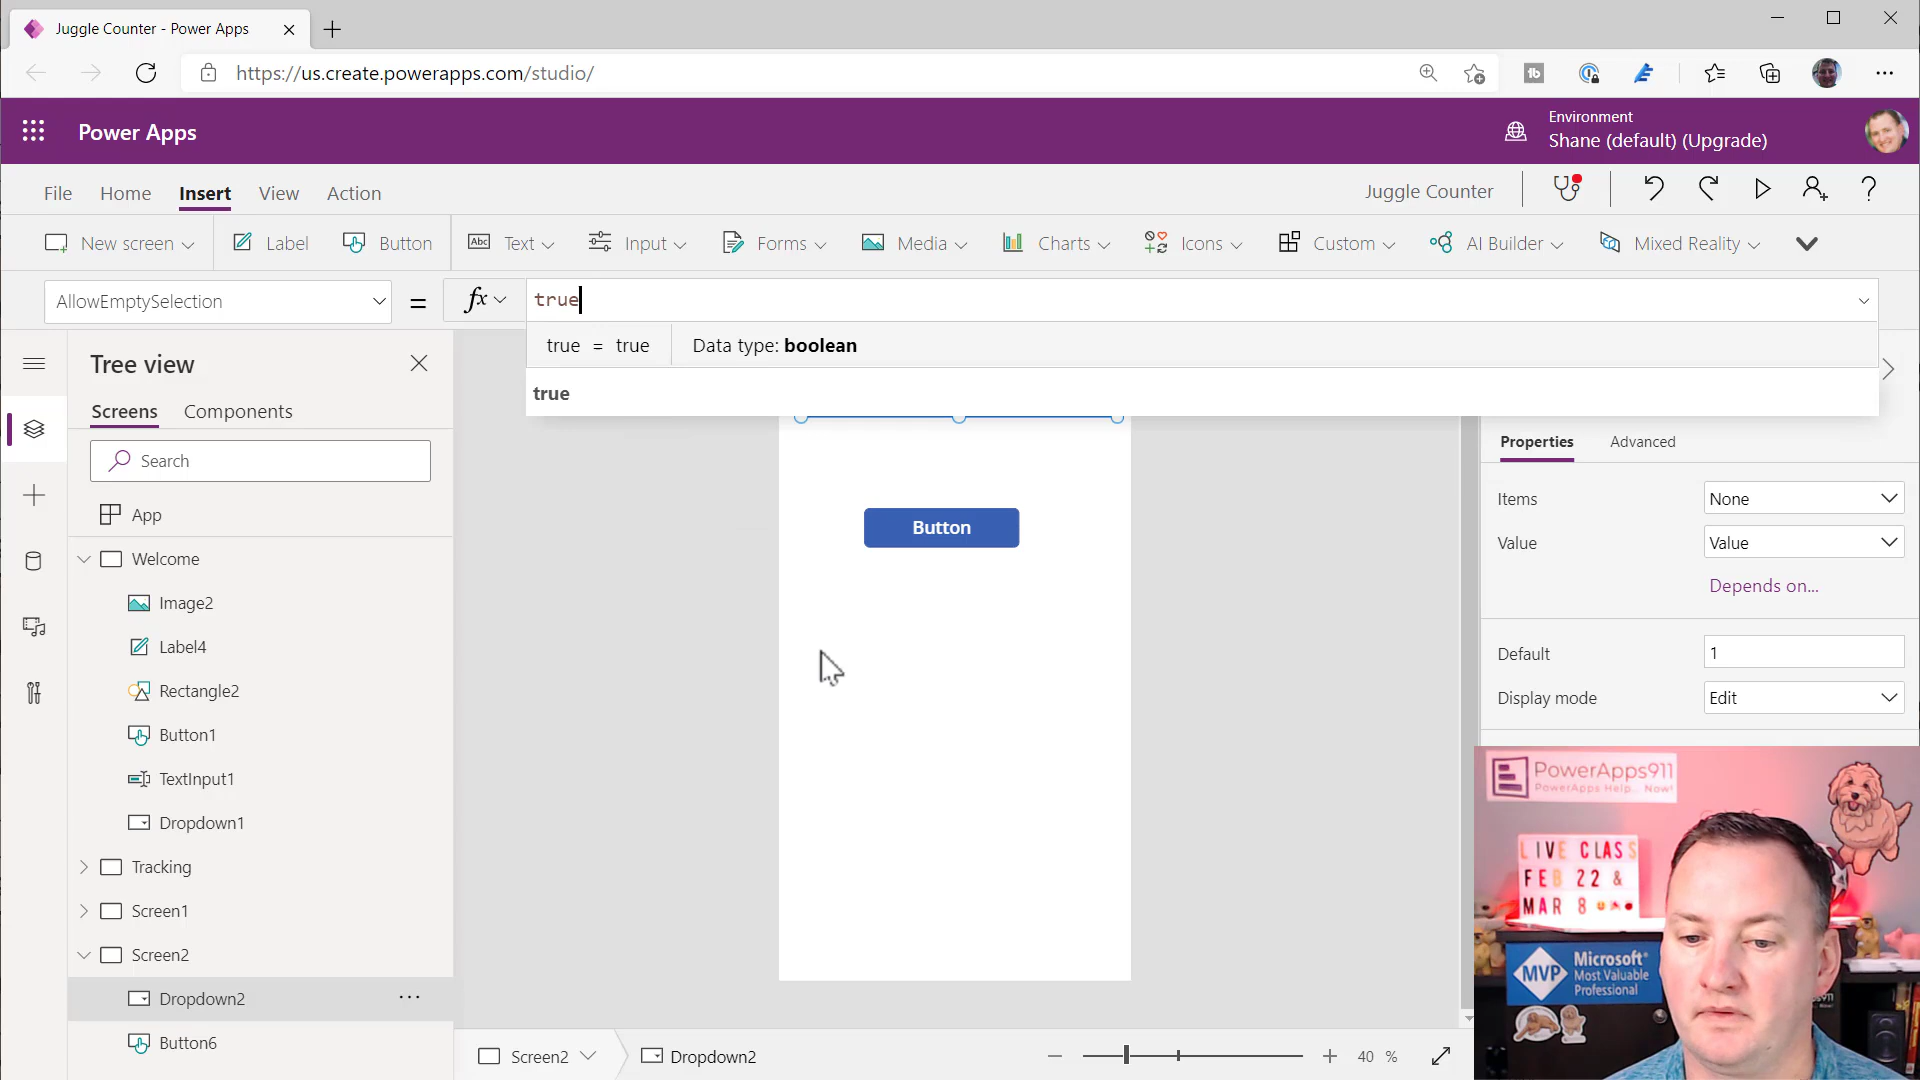 Juggle Counter - Power Apps
https://us.create.powerapps.com/studio/
Power Apps
Environment
Shane (default) (Upgrade)
File Home Insert View Action
Juggle Counter
New screen Label Button Text Input Forms Media Charts Icons Custom AI Builder Mixed Reality
AllowEmptySelection = fx true
true = true Data type: boolean
true
Tree view
Screens Components
Search
App
Welcome
Image2
Label4
Rectangle2
Button1
TextInput1
Dropdown1
Tracking
Screen1
Screen2
Dropdown2
Button6
Button
Properties Advanced
Items None
Value Value
Depends on...
Default 1
Display mode Edit
PowerApps911
PowerApps Help... Now!
LIVE CLASS
FEB 22 &
MAR 8
MVP
Microsoft®
Most Valuable
Professional
Screen2 Dropdown2
40 %